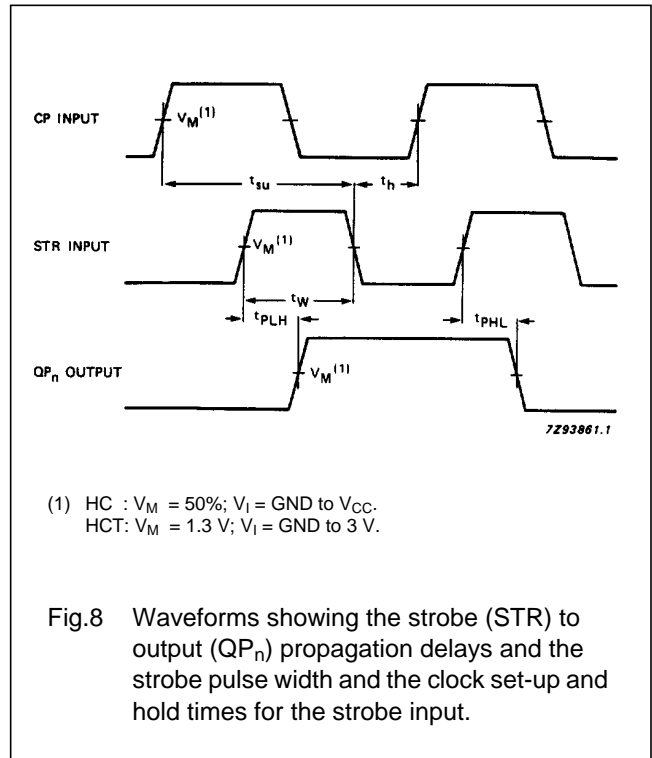 CP INPUT
VM(1)
tsu
th
STR INPUT
VM(1)
tW
tPLH
tPHL
QPn OUTPUT
VM(1)
7Z93861.1
(1) HC : VM = 50%; VI = GND to VCC.
HCT: VM = 1.3 V; VI = GND to 3 V.
Fig.8 Waveforms showing the strobe (STR) to
output (QPn) propagation delays and the
strobe pulse width and the clock set-up and
hold times for the strobe input.